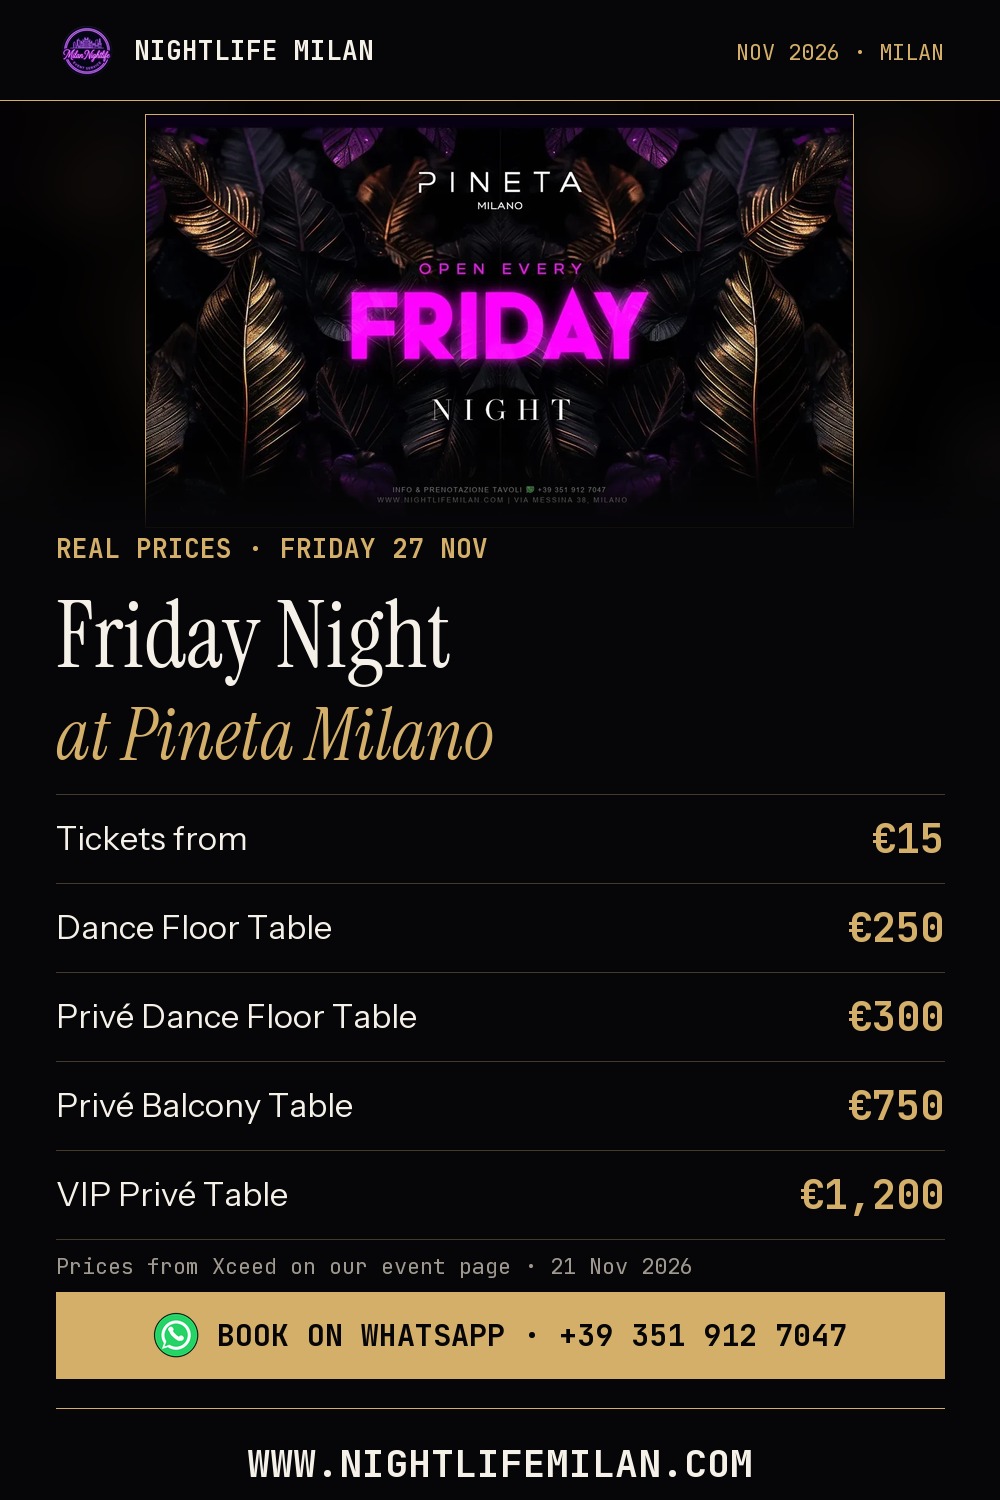 Milan Nightlife
NIGHTLIFE MILAN
NOV 2026 · MILAN
PINETA
MILANO
OPEN EVERY
FRIDAY
NIGHT
INFO & PRENOTAZIONE TAVOLI +39 351 912 7047
WWW.NIGHTLIFEMILAN.COM | VIA MESSINA 38, MILANO
REAL PRICES · FRIDAY 27 NOV
Friday Night
at Pineta Milano
Tickets from €15
Dance Floor Table €250
Privé Dance Floor Table €300
Privé Balcony Table €750
VIP Privé Table €1,200
Prices from Xceed on our event page · 21 Nov 2026
BOOK ON WHATSAPP · +39 351 912 7047
WWW.NIGHTLIFEMILAN.COM